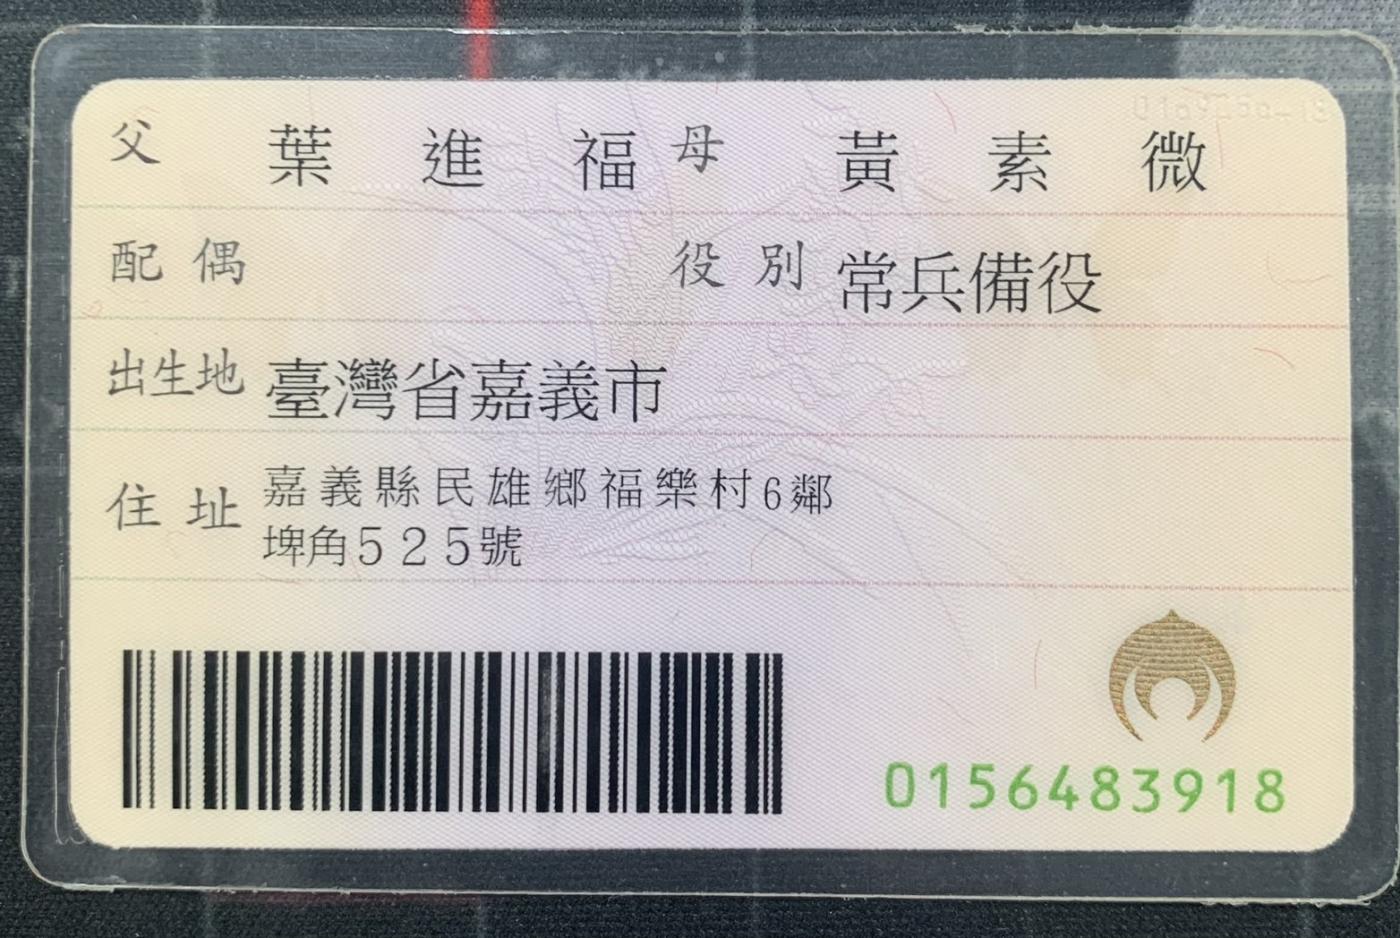 父 葉進福 母 黃素微
配偶 役別 常兵備役
出生地 臺灣省嘉義市
住址 嘉義縣民雄鄉福樂村6鄰
埤角525號
0156483918